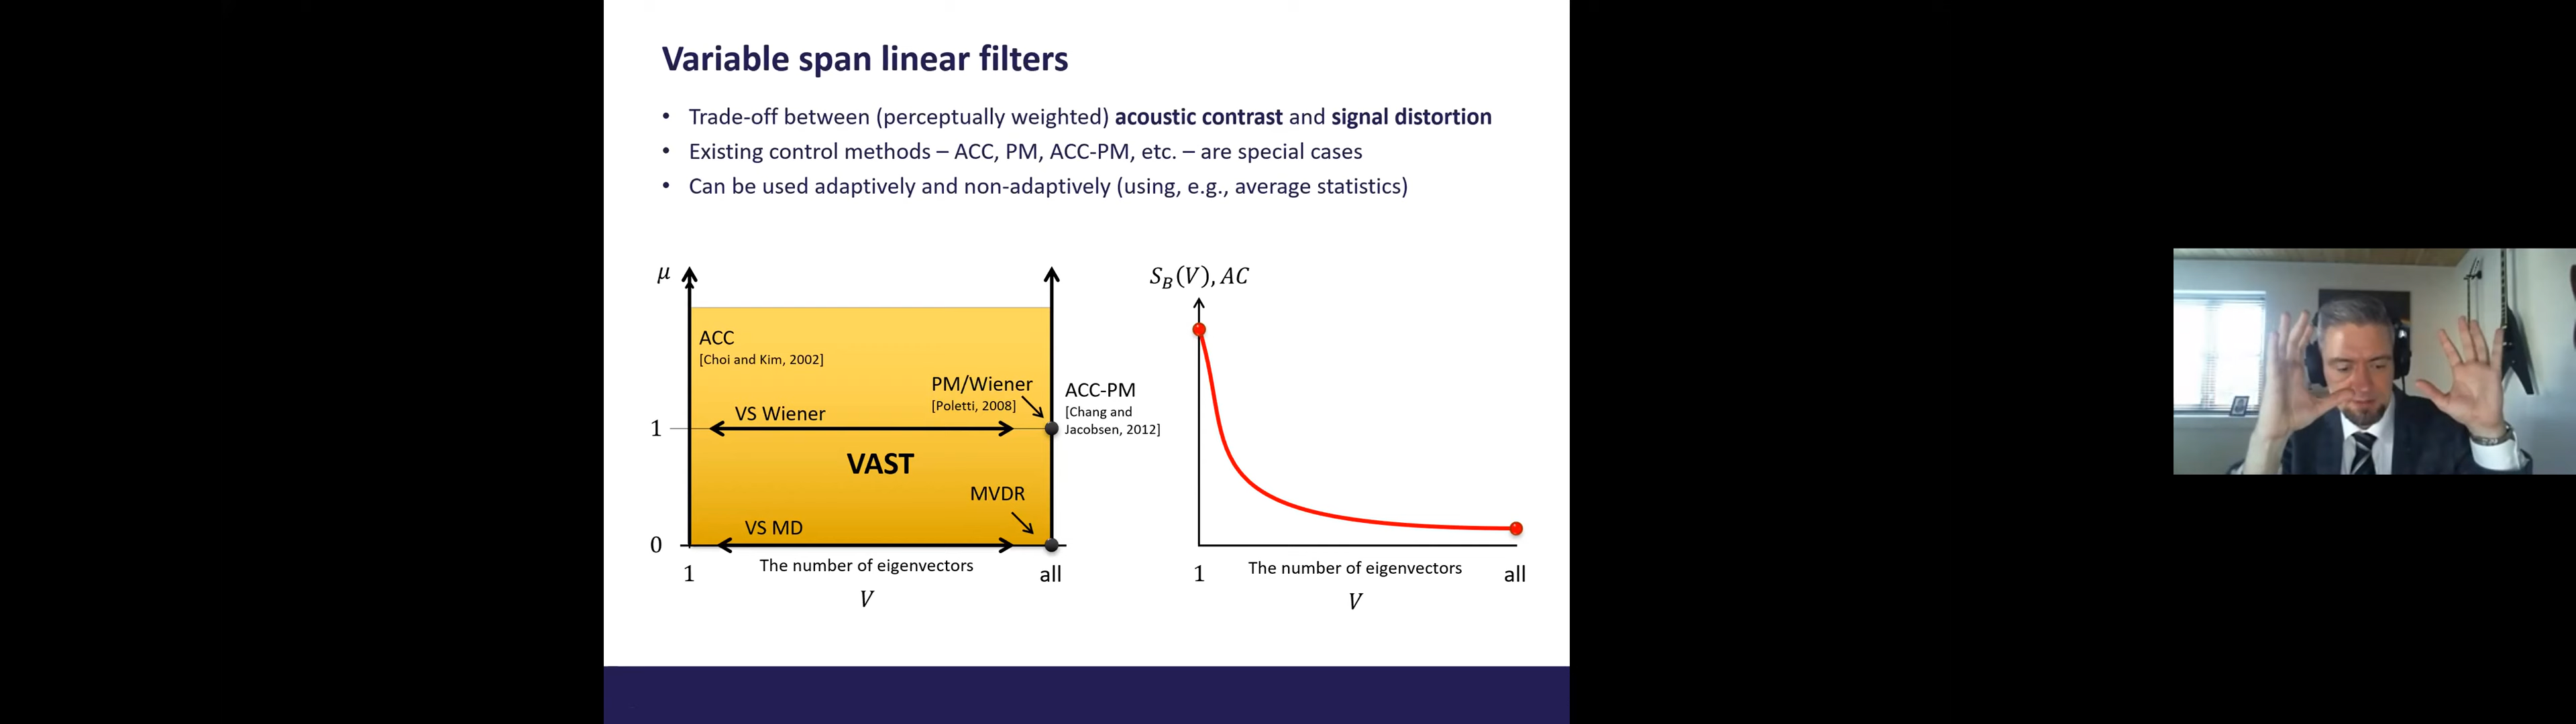 Variable span linear filters
• Trade-off between (perceptually weighted) acoustic contrast and signal distortion
• Existing control methods – ACC, PM, ACC-PM, etc. – are special cases
• Can be used adaptively and non-adaptively (using, e.g., average statistics)
μ
ACC
[Choi and Kim, 2002]
PM/Wiener
[Poletti, 2008]
ACC-PM
[Chang and
Jacobsen, 2012]
VS Wiener
1
VAST
MVDR
VS MD
0
1
The number of eigenvectors
all
V
S_B(V), AC
1
The number of eigenvectors
all
V